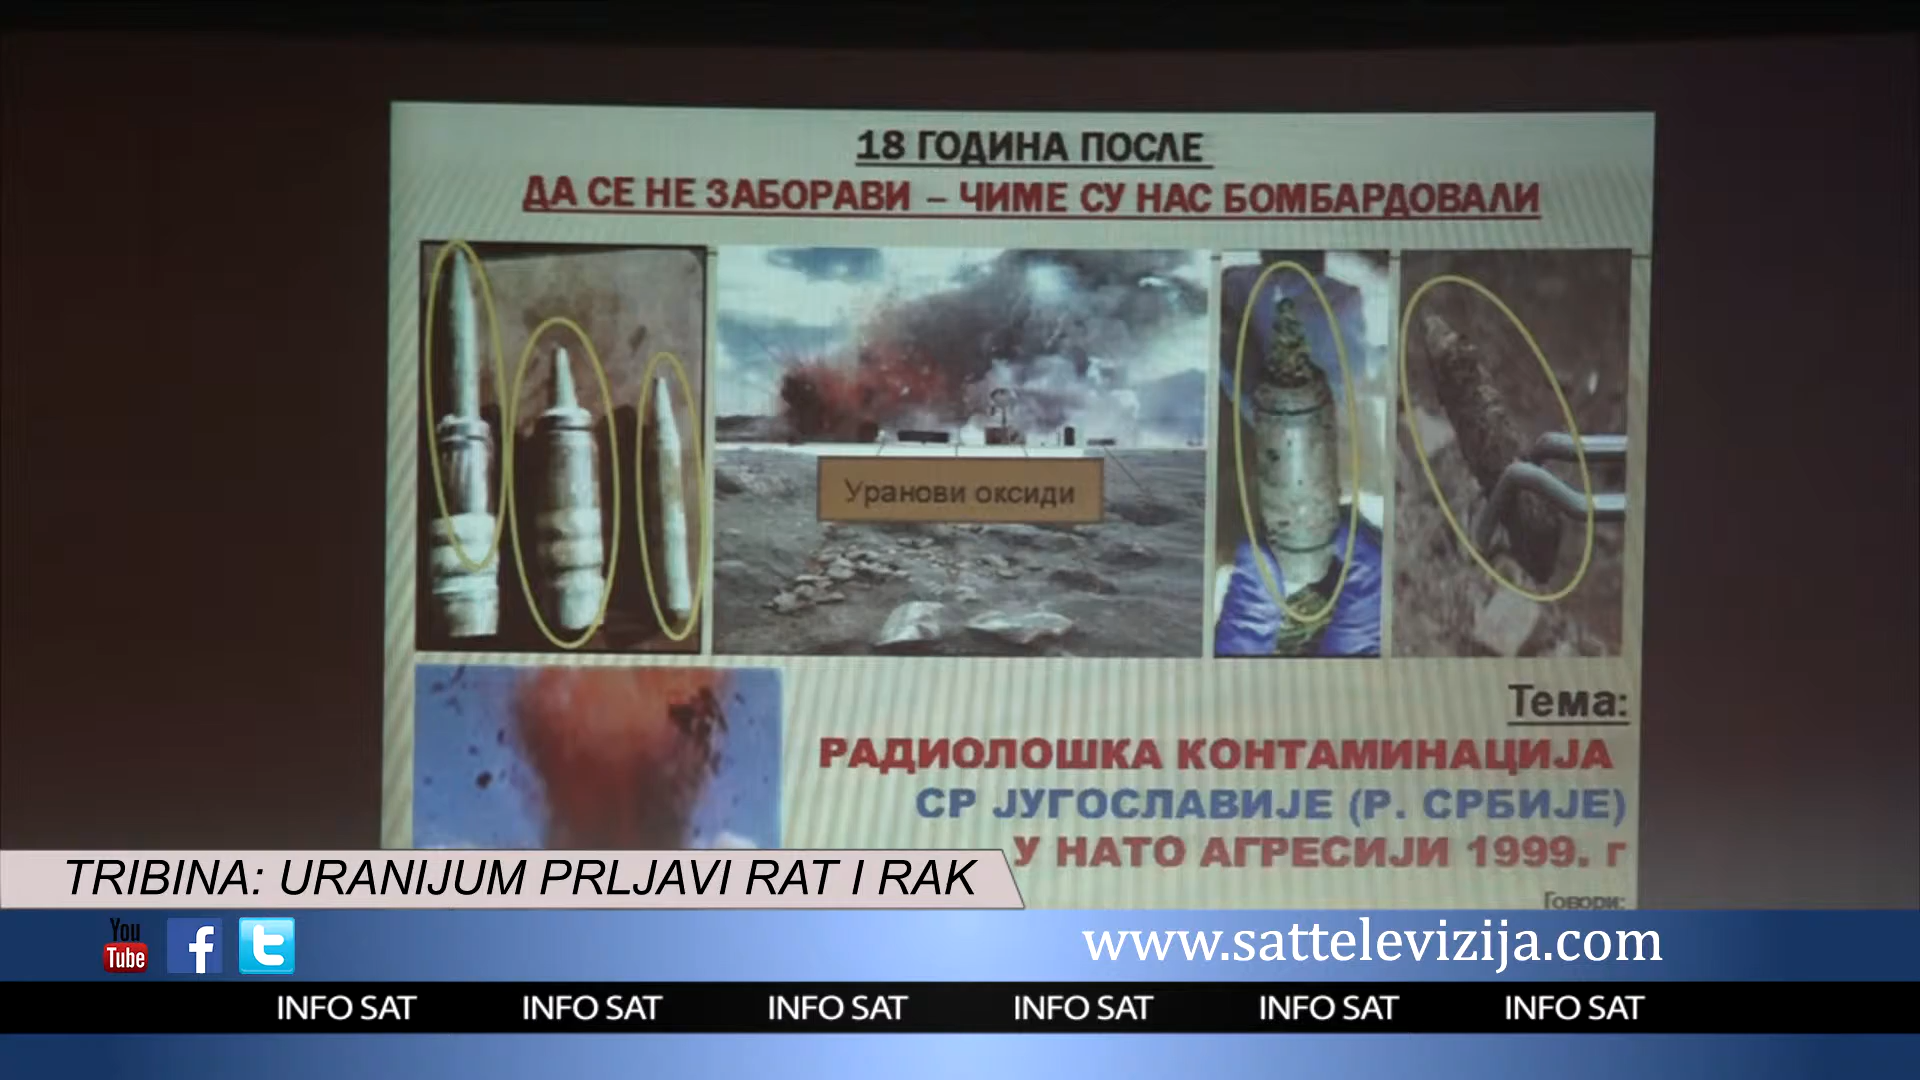 18 ГОДИНА ПОСЛЕ
ДА СЕ НЕ ЗАБОРАВИ – ЧИМЕ СУ НАС БОМБАРДОВАЛИ
Уранови оксиди
Тема:
РАДИОЛОШКА КОНТАМИНАЦИЈА
СР ЈУГОСЛАВИЈЕ (Р. СРБИЈЕ)
У НАТО АГРЕСИЈИ 1999. г
Говори:
TRIBINA: URANIJUM PRLJAVI RAT I RAK
You Tube
www.sattelevizija.com
INFO SAT INFO SAT INFO SAT INFO SAT INFO SAT INFO SAT